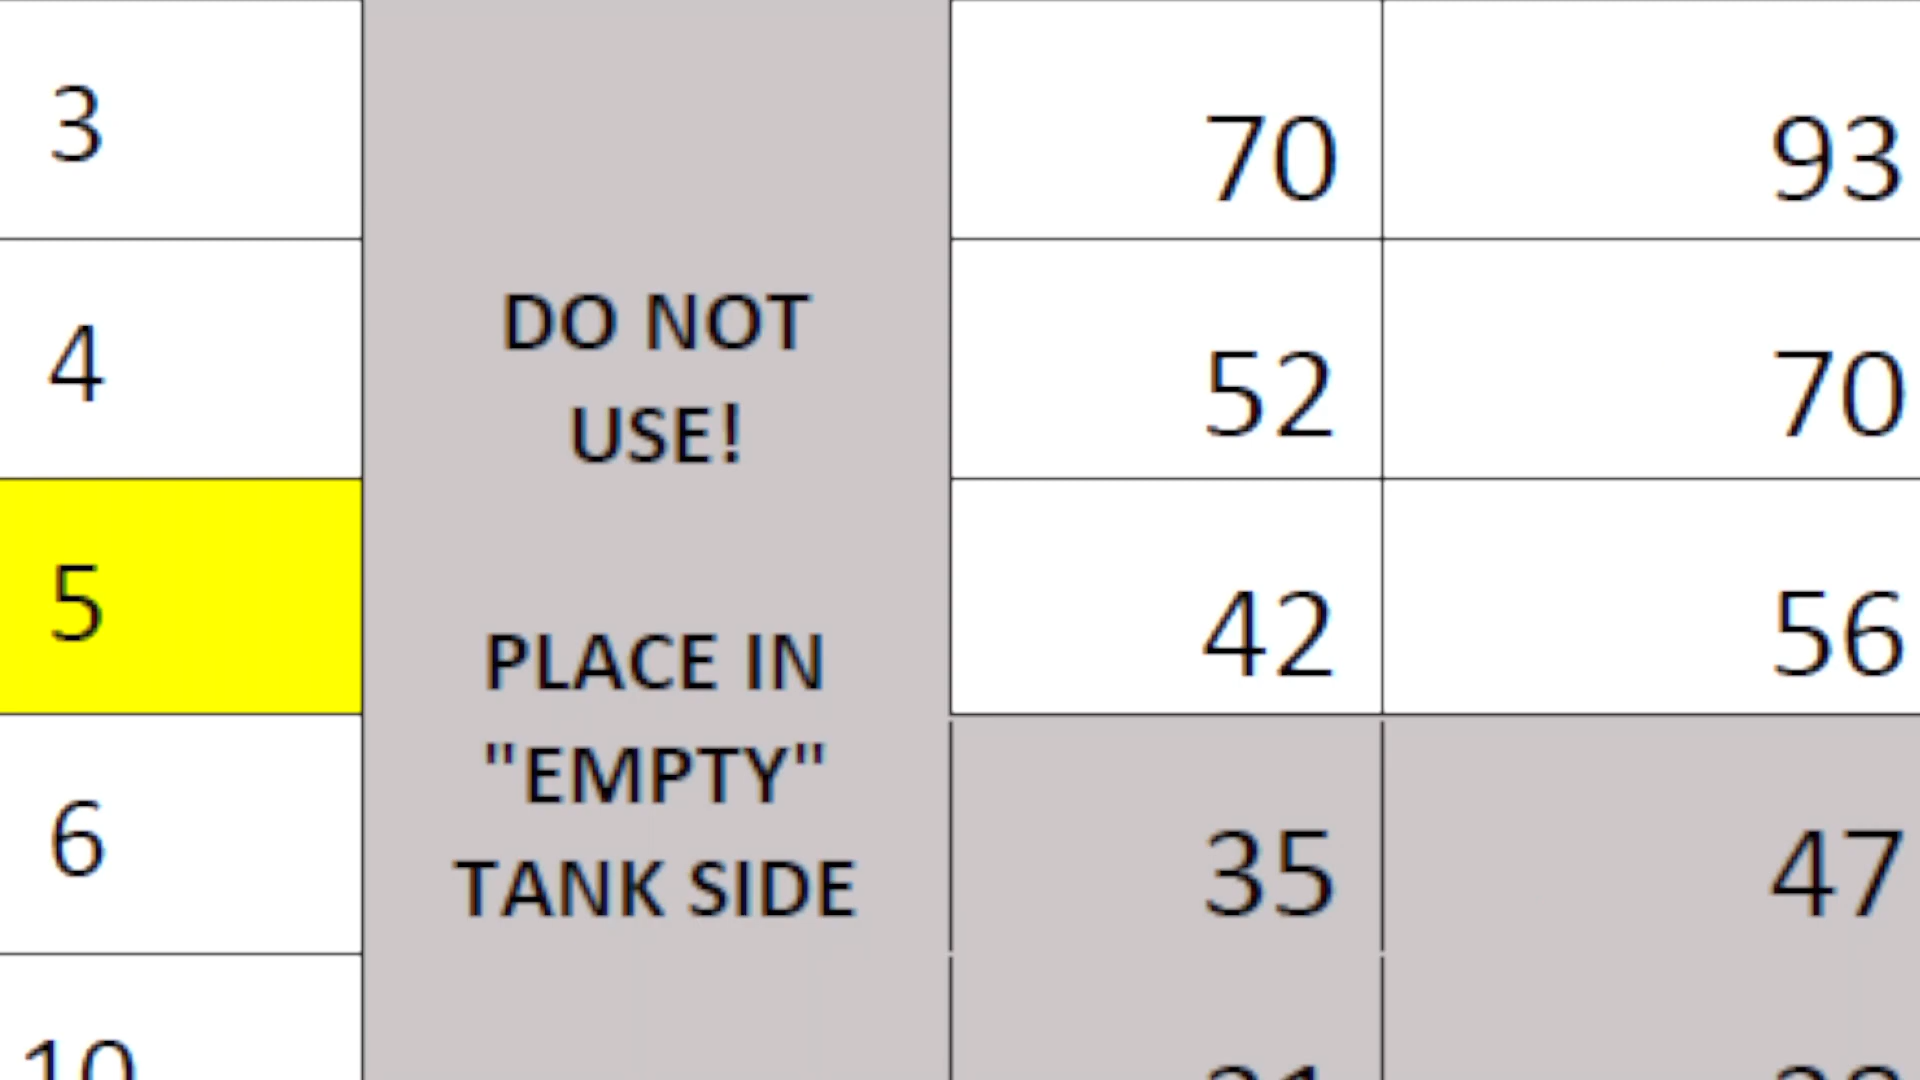 3 70 93
DO NOT
4 52 70
USE!
5 42 56
PLACE IN
"EMPTY"
6 35 47
TANK SIDE
10